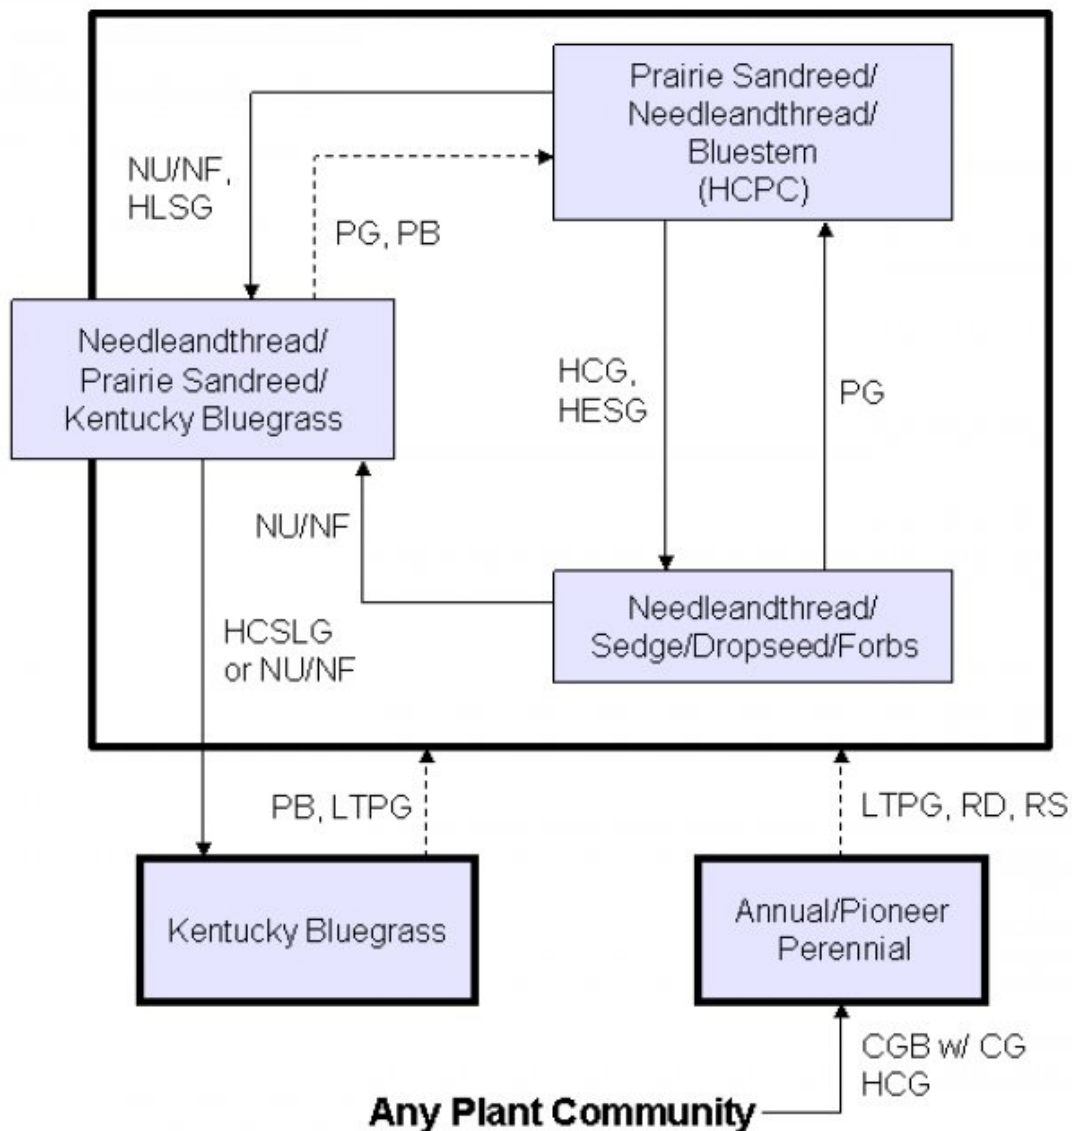 Prairie Sandreed/
Needleandthread/
Bluestem
(HCPC)
NU/NF,
HLSG
PG, PB
Needleandthread/
Prairie Sandreed/
Kentucky Bluegrass
HCG,
HESG
PG
NU/NF
Needleandthread/
Sedge/Dropseed/Forbs
HCSLG
or NU/NF
PB, LTPG
LTPG, RD, RS
Kentucky Bluegrass
Annual/Pioneer
Perennial
CGB w/ CG
HCG
Any Plant Community